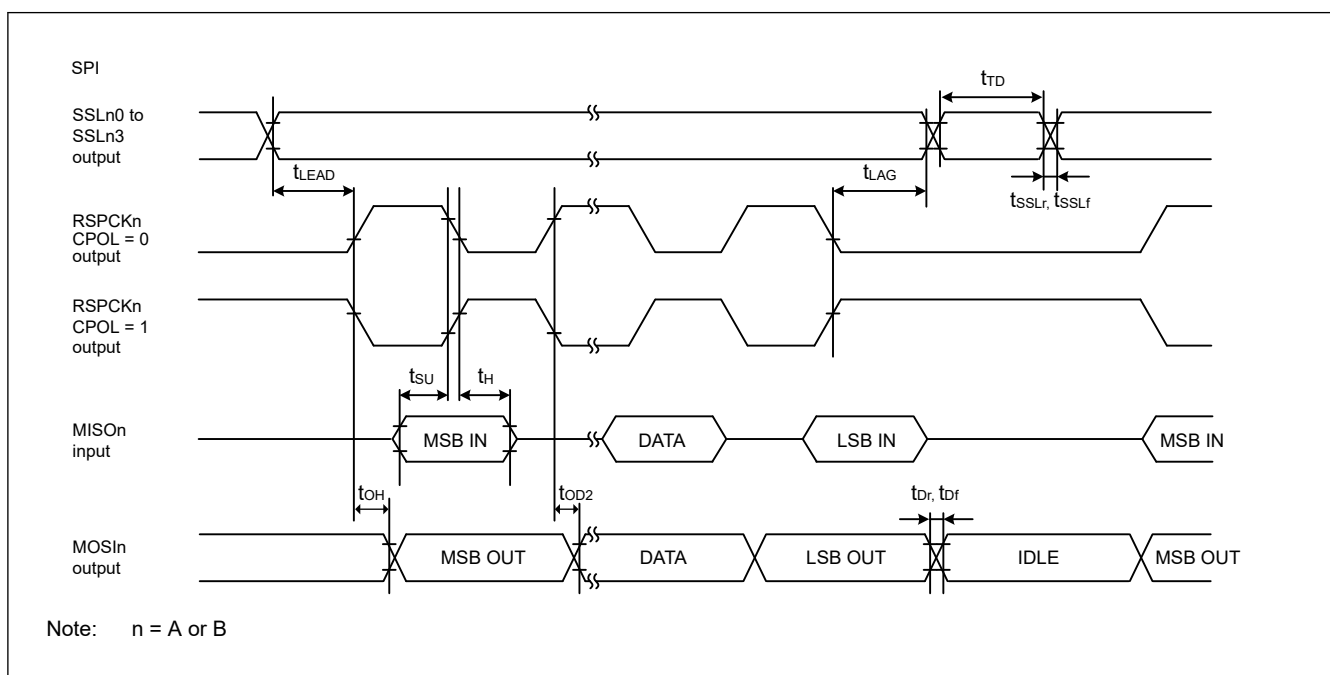 SPI
tTD
SSLn0 to
SSLn3
output
tLEAD
tLAG
tSSLr, tSSLf
RSPCKn
CPOL = 0
output
RSPCKn
CPOL = 1
output
tSU
tH
MISOn
input
MSB IN
DATA
LSB IN
MSB IN
tOH
tOD2
tDr, tDf
MOSIn
output
MSB OUT
DATA
LSB OUT
IDLE
MSB OUT
Note: n = A or B